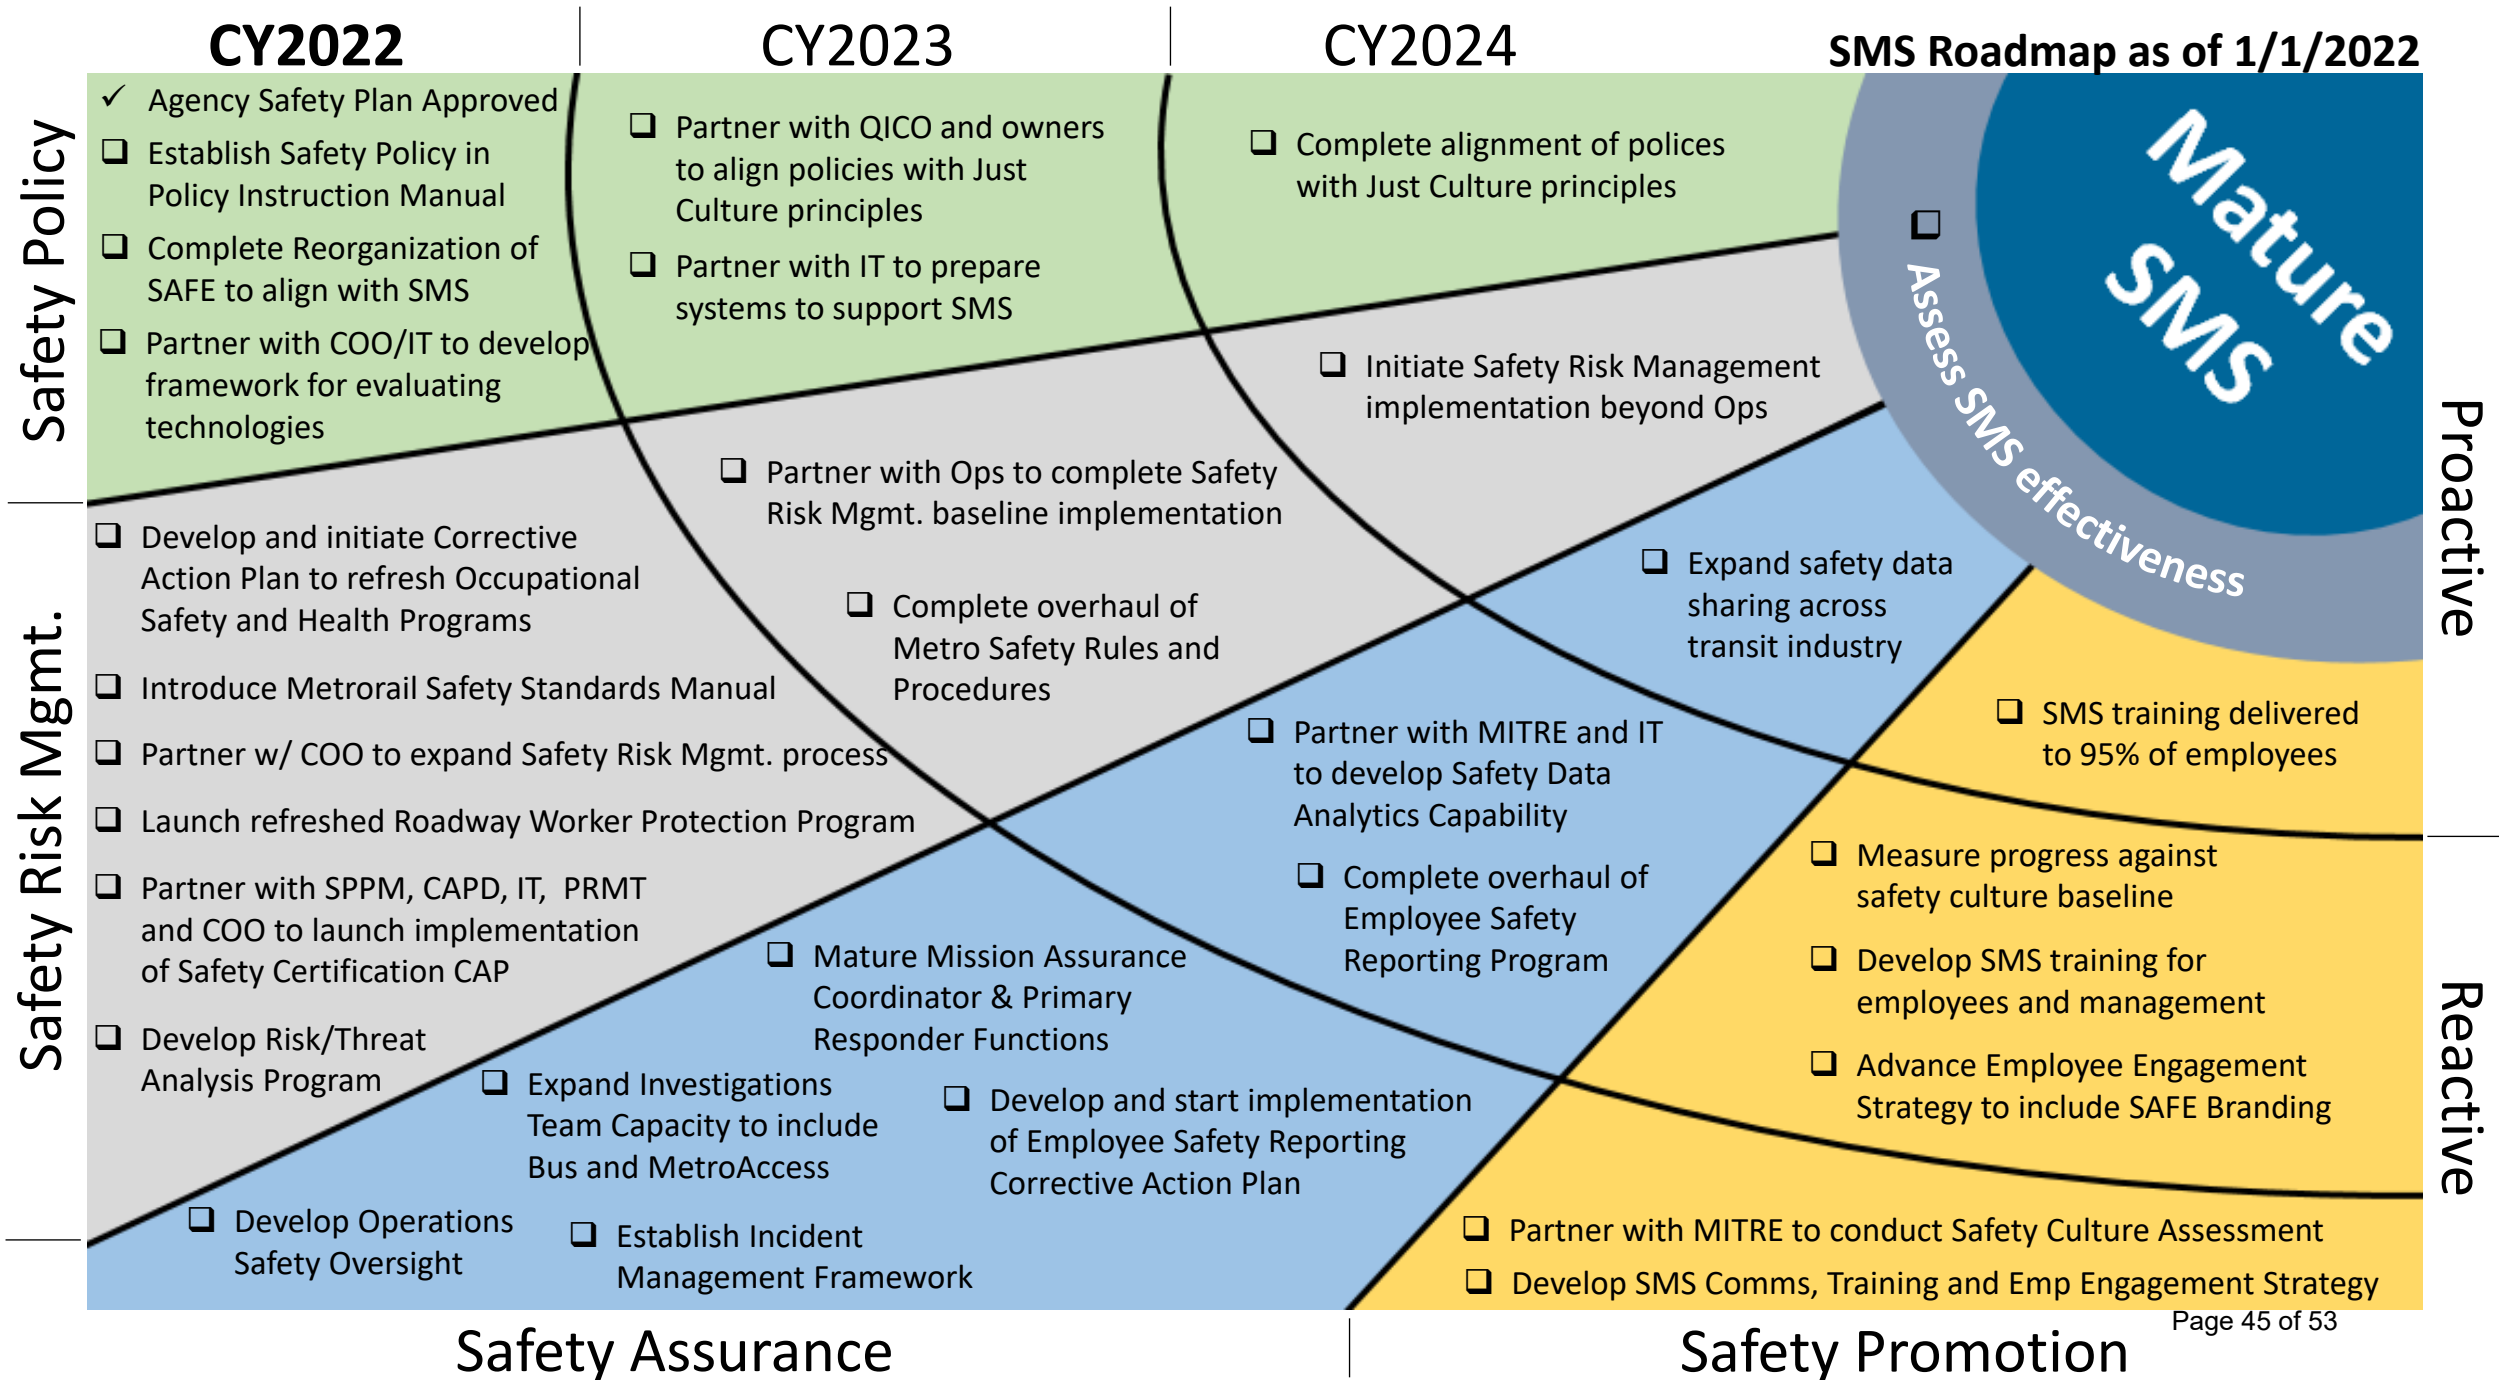 CY2022
CY2023
CY2024
SMS Roadmap as of 1/1/2022
Safety Policy
✓ Agency Safety Plan Approved
❑ Establish Safety Policy in
Policy Instruction Manual
❑ Complete Reorganization of
SAFE to align with SMS
❑ Partner with COO/IT to develop
framework for evaluating
technologies
❑ Partner with QICO and owners
to align policies with Just
Culture principles
❑ Partner with IT to prepare
systems to support SMS
❑ Complete alignment of polices
with Just Culture principles
Safety Risk Mgmt.
❑ Develop and initiate Corrective
Action Plan to refresh Occupational
Safety and Health Programs
❑ Introduce Metrorail Safety Standards Manual
❑ Partner w/ COO to expand Safety Risk Mgmt. process
❑ Launch refreshed Roadway Worker Protection Program
❑ Partner with SPPM, CAPD, IT, PRMT
and COO to launch implementation
of Safety Certification CAP
❑ Develop Risk/Threat
Analysis Program
❑ Partner with Ops to complete Safety
Risk Mgmt. baseline implementation
❑ Complete overhaul of
Metro Safety Rules and
Procedures
❑ Initiate Safety Risk Management
implementation beyond Ops
❑ Mature Mission Assurance
Coordinator & Primary
Responder Functions
❑ Expand Investigations
Team Capacity to include
Bus and MetroAccess
❑ Develop and start implementation
of Employee Safety Reporting
Corrective Action Plan
❑ Develop Operations
Safety Oversight
❑ Establish Incident
Management Framework
❑ Partner with MITRE and IT
to develop Safety Data
Analytics Capability
❑ Complete overhaul of
Employee Safety
Reporting Program
❑ Expand safety data
sharing across
transit industry
❑ Partner with MITRE to conduct Safety Culture Assessment
❑ Develop SMS Comms, Training and Emp Engagement Strategy
❑ Measure progress against
safety culture baseline
❑ Develop SMS training for
employees and management
❑ Advance Employee Engagement
Strategy to include SAFE Branding
❑ SMS training delivered
to 95% of employees
❑ Assess SMS effectiveness
Mature
SMS
Proactive
Reactive
Safety Assurance
Safety Promotion
Page 45 of 53